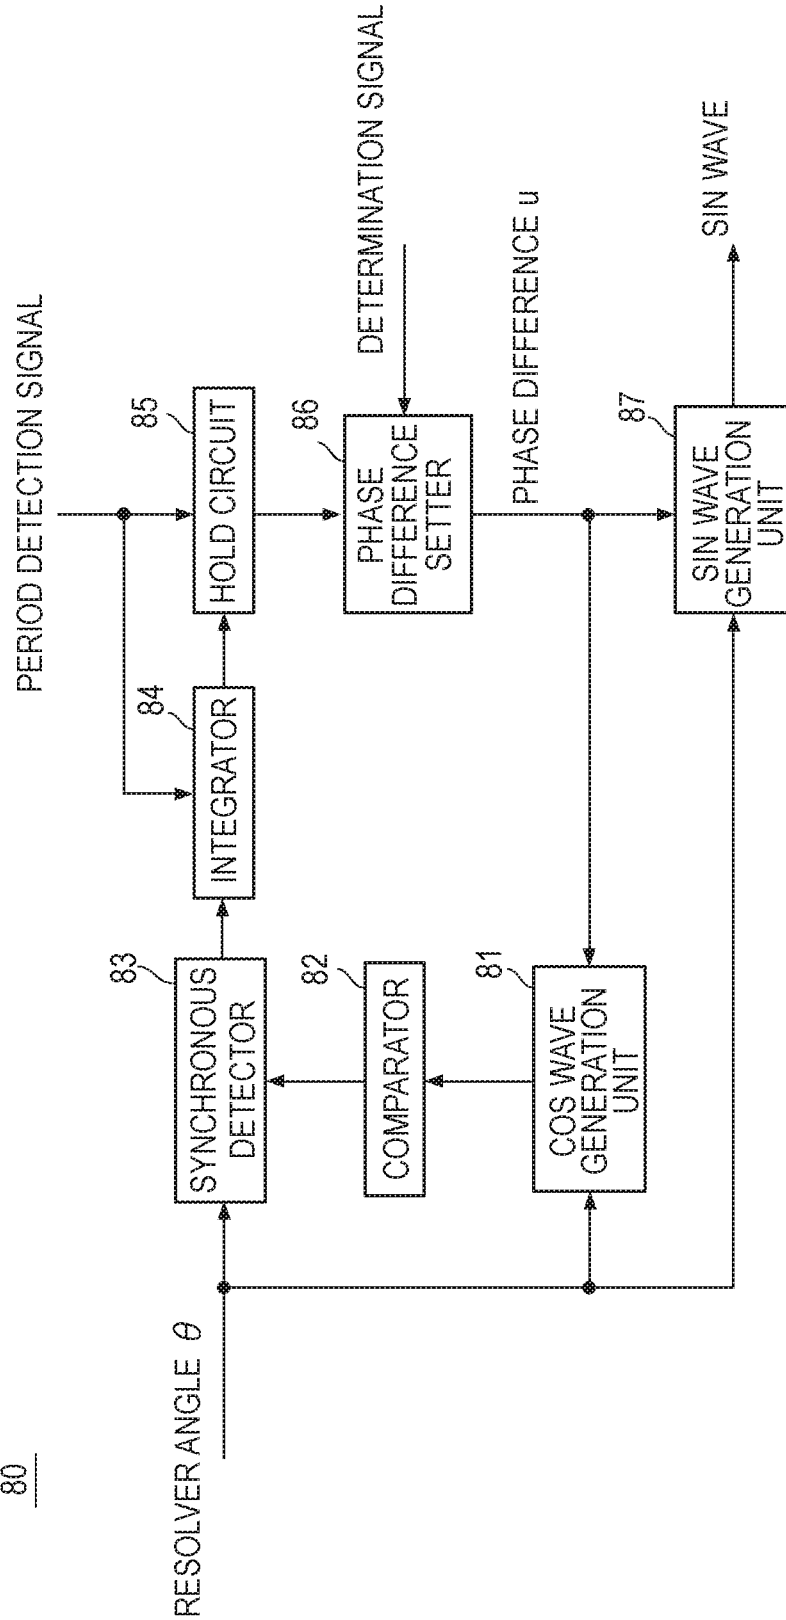 80
PERIOD DETECTION SIGNAL
RESOLVER ANGLE θ
83
SYNCHRONOUS
DETECTOR
84
INTEGRATOR
85
HOLD CIRCUIT
82
COMPARATOR
86
PHASE
DIFFERENCE
SETTER
DETERMINATION SIGNAL
81
COS WAVE
GENERATION
UNIT
PHASE DIFFERENCE u
87
SIN WAVE
GENERATION
UNIT
SIN WAVE